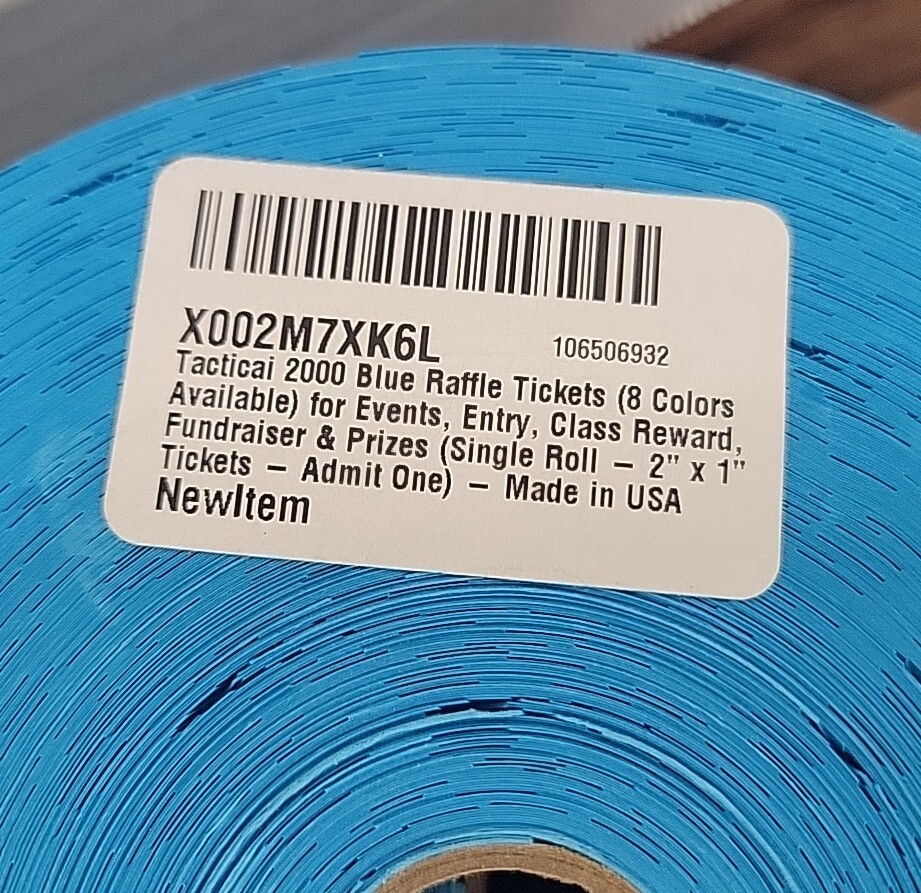 X002M7XK6L 106506932
Tacticai 2000 Blue Raffle Tickets (8 Colors
Available) for Events, Entry, Class Reward,
Fundraiser & Prizes (Single Roll – 2" x 1"
Tickets – Admit One) – Made in USA
NewItem